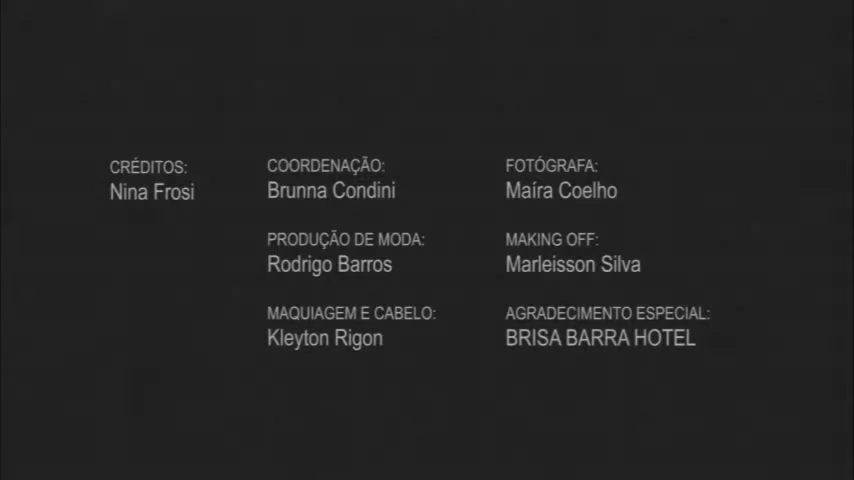 CRÉDITOS:
Nina Frosi
COORDENAÇÃO:
Brunna Condini
PRODUÇÃO DE MODA:
Rodrigo Barros
MAQUIAGEM E CABELO:
Kleyton Rigon
FOTÓGRAFA:
Maíra Coelho
MAKING OFF:
Marleisson Silva
AGRADECIMENTO ESPECIAL:
BRISA BARRA HOTEL